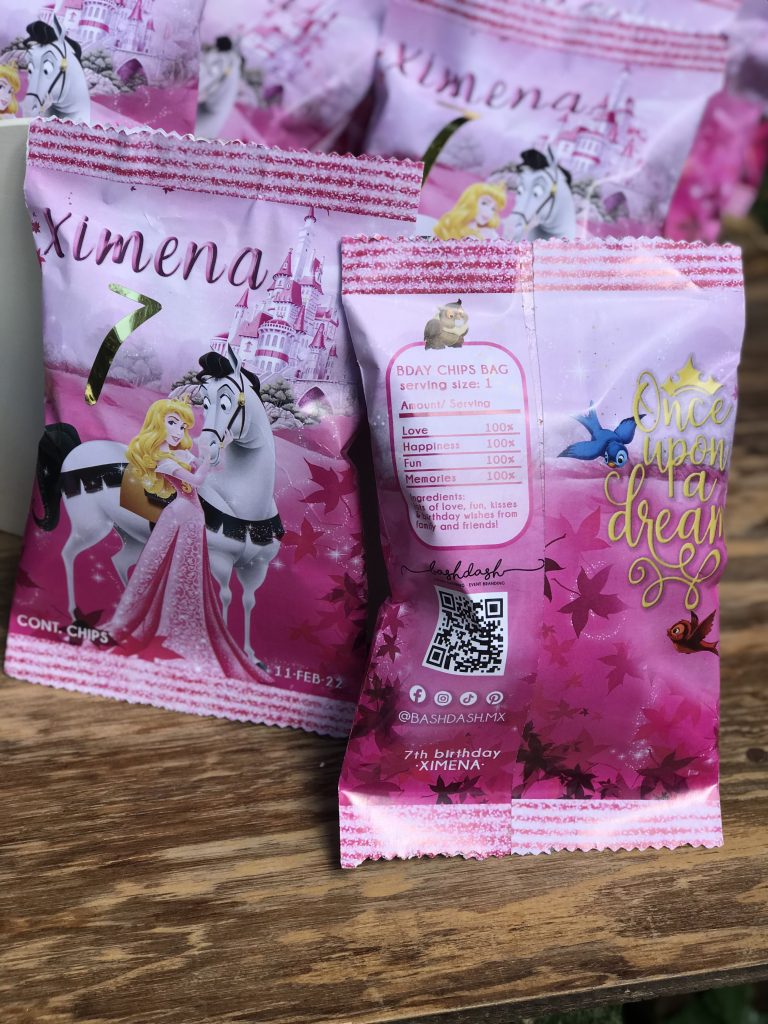 Ximena
Ximena
7
CONT. CHIPS
11·FEB·22
BDAY CHIPS BAG
serving size: 1
Amount/ Serving
Love 100%
Happiness 100%
Fun 100%
Memories 100%
Ingredients:
of love, fun, kisses
birthday wishes from
family and friends!
bashdash
EVENT BRANDING
@BASHDASH.MX
7th birthday
·XIMENA·
Once
upon
a
dream